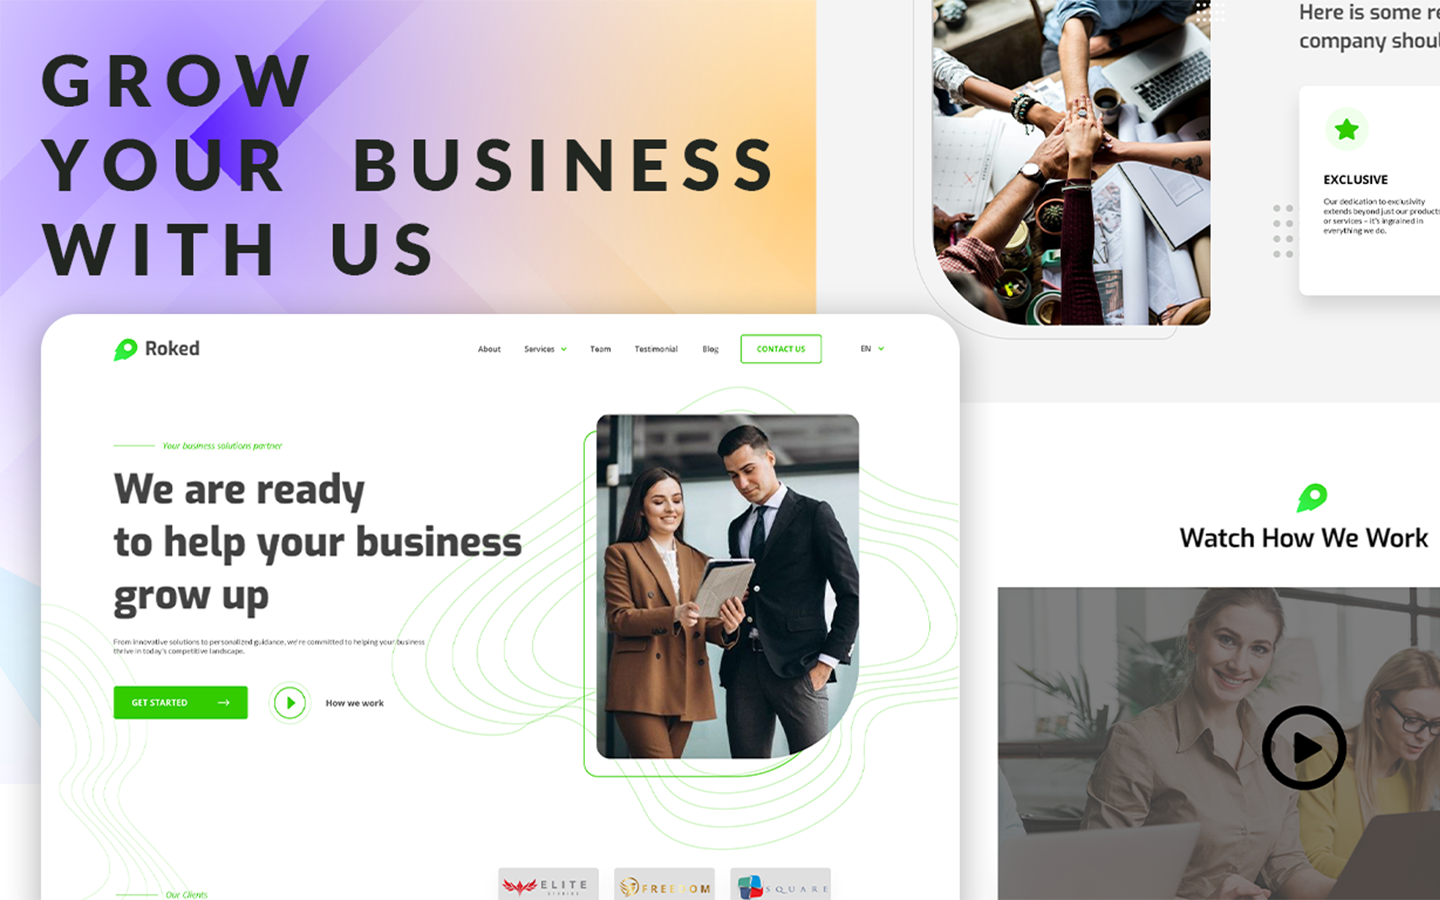 GROW
YOUR BUSINESS
WITH US
Roked
About Services Team Testimonial Blog CONTACT US EN
Your business solutions partner
We are ready
to help your business
grow up
From innovative solutions to personalized guidance, we're committed to helping your business
thrive in today's competitive landscape.
GET STARTED
How we work
Our Clients
ELITE
FREEDOM
SQUARE
Here is some
company shoul
EXCLUSIVE
Our dedication to exclusivity
extends beyond just our products
or services – it's ingrained in
everything we do.
Watch How We Work